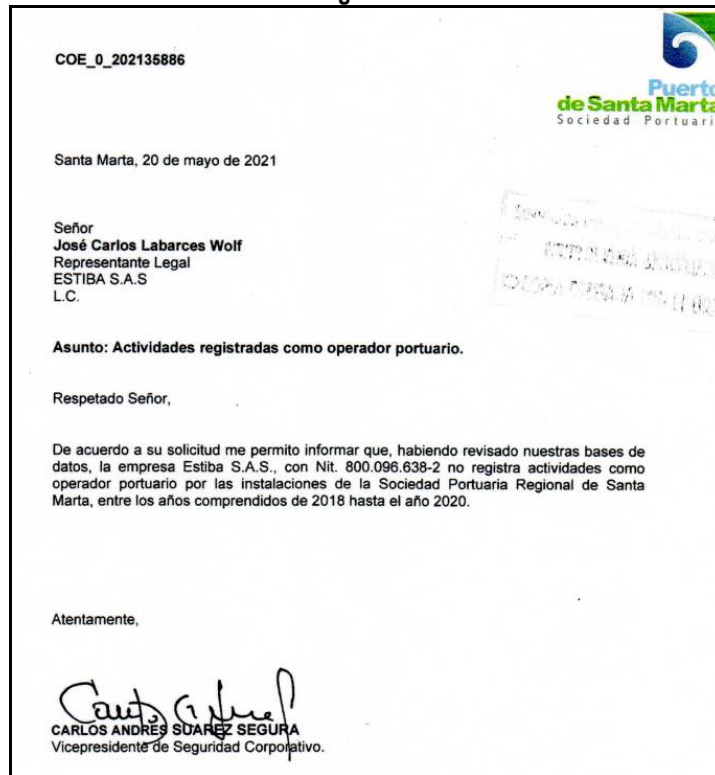 COE_0_202135886
Puerto
de Santa Marta
Sociedad Portuari
Santa Marta, 20 de mayo de 2021
Señor
José Carlos Labarces Wolf
Representante Legal
ESTIBA S.A.S
L.C.
Asunto: Actividades registradas como operador portuario.
Respetado Señor,
De acuerdo a su solicitud me permito informar que, habiendo revisado nuestras bases de
datos, la empresa Estiba S.A.S., con Nit. 800.096.638-2 no registra actividades como
operador portuario por las instalaciones de la Sociedad Portuaria Regional de Santa
Marta, entre los años comprendidos de 2018 hasta el año 2020.
Atentamente,
CARLOS ANDRÉS SUAREZ SEGURA
Vicepresidente de Seguridad Corporativo.